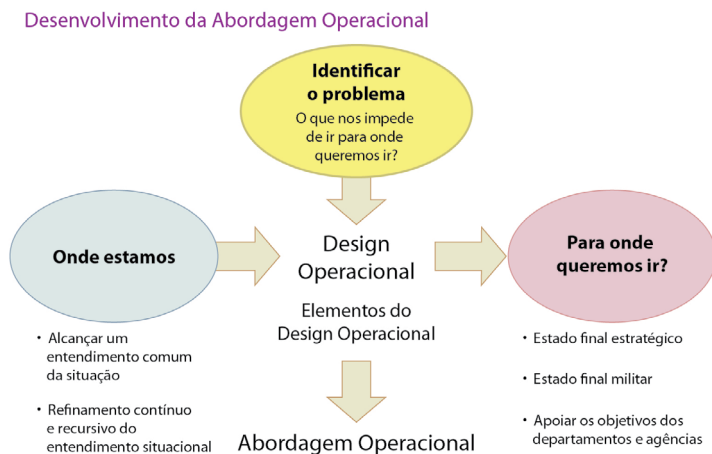 Desenvolvimento da Abordagem Operacional
Identificar
o problema
O que nos impede
de ir para onde
queremos ir?
Onde estamos
Design
Operacional
Elementos do
Design Operacional
Para onde
queremos ir?
• Alcançar um
entendimento comum
da situação
• Refinamento contínuo
e recursivo do
entendimento situacional
• Estado final estratégico
• Estado final militar
• Apoiar os objetivos dos
departamentos e agências
Abordagem Operacional